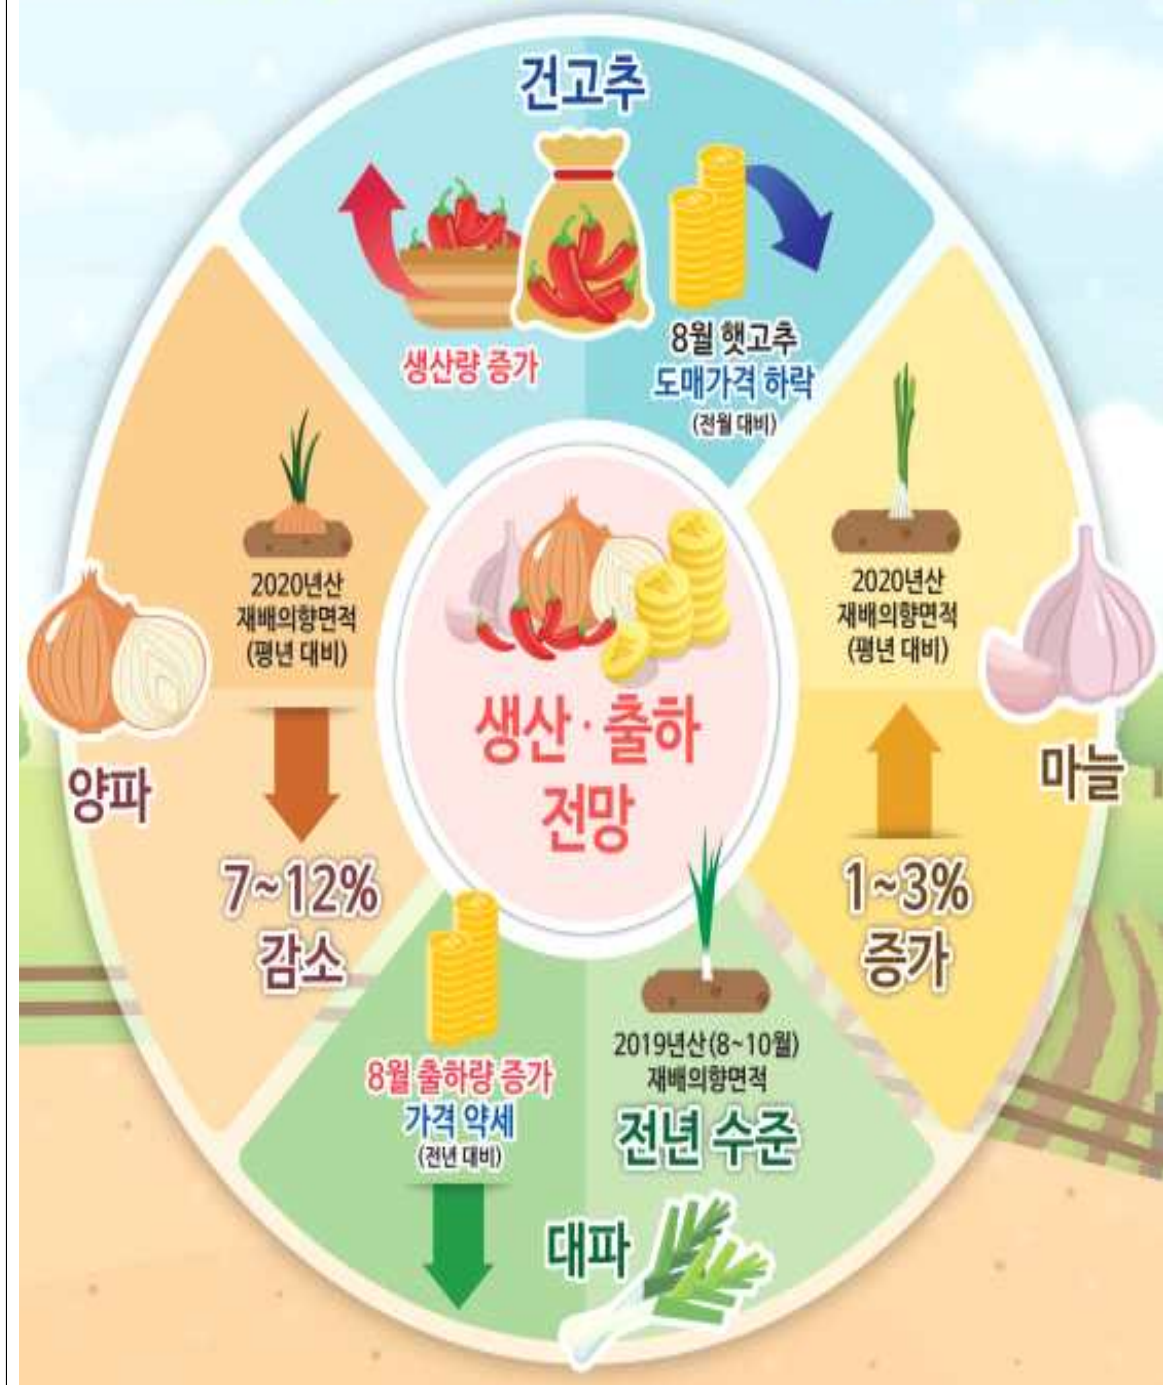 건고추
생산량 증가
8월 햇고추
도매가격 하락
(전월 대비)
2020년산
재배의향면적
(평년 대비)
양파
7~12%
감소
생산·출하
전망
2020년산
재배의향면적
(평년 대비)
마늘
1~3%
증가
8월 출하량 증가
가격 약세
(전년 대비)
2019년산(8~10월)
재배의향면적
전년 수준
대파